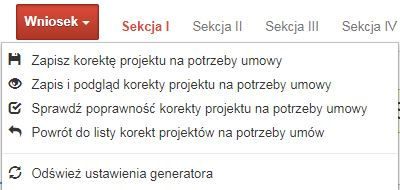 Wniosek Sekcja I Sekcja II Sekcja III Sekcja IV
Zapisz korektę projektu na potrzeby umowy
Zapis i podgląd korekty projektu na potrzeby umowy
Sprawdź poprawność korekty projektu na potrzeby umowy
Powrót do listy korekt projektów na potrzeby umów
Odśwież ustawienia generatora